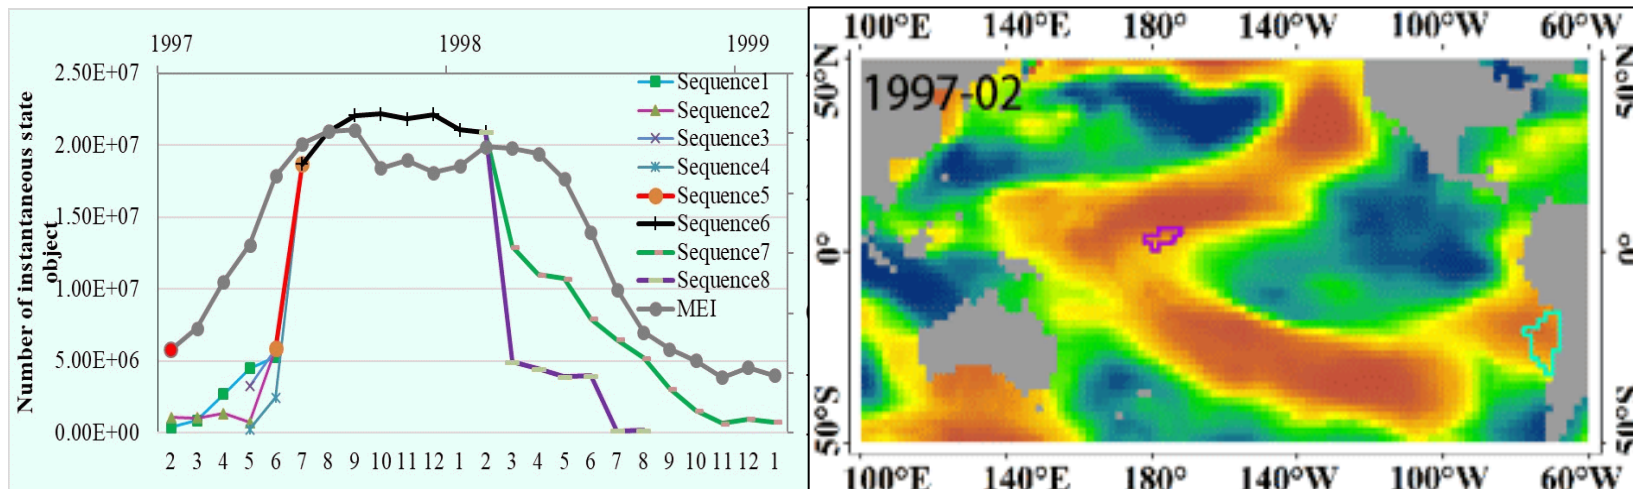 1997 1998 1999
2.50E+07
2.00E+07
1.50E+07
1.00E+07
5.00E+06
0.00E+00
Number of instantaneous state
object
Sequence1
Sequence2
Sequence3
Sequence4
Sequence5
Sequence6
Sequence7
Sequence8
MEI
2 3 4 5 6 7 8 9 10 11 12 1 2 3 4 5 6 7 8 9 10 11 12 1
100°E 140°E 180° 140°W 100°W 60°W
1997-02
50°N
0°
50°S
50°N
0°
50°S
100°E 140°E 180° 140°W 100°W 60°W